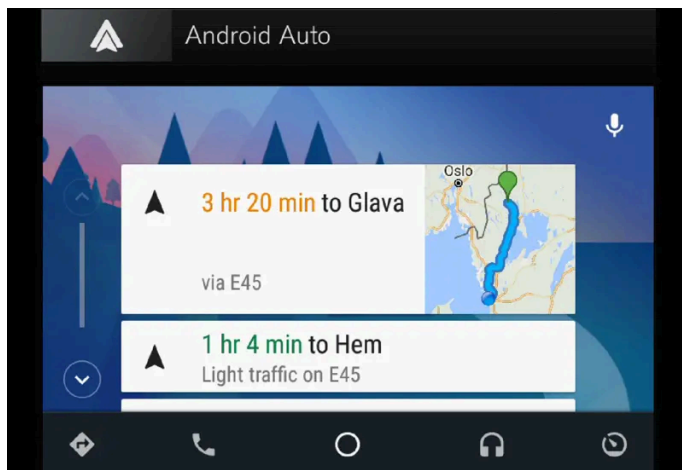 Android Auto
Oslo
3 hr 20 min to Glava
via E45
1 hr 4 min to Hem
Light traffic on E45